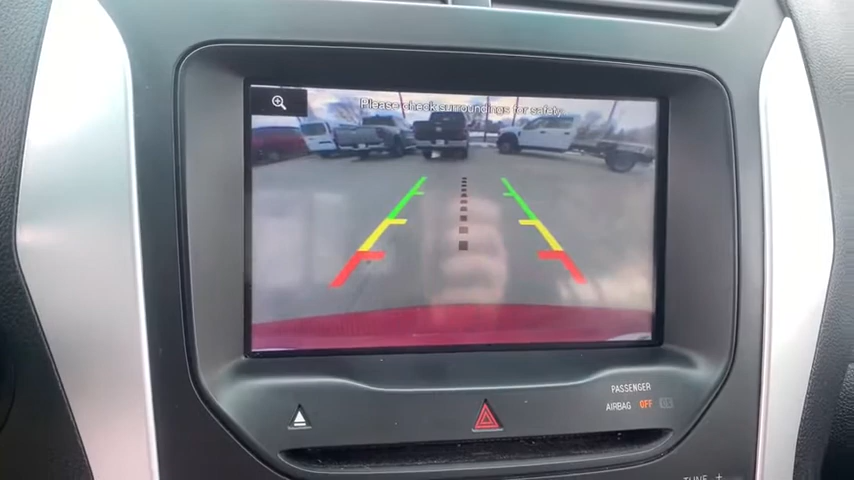 Please check surroundings for safety
PASSENGER
AIRBAG OFF
TUNE +